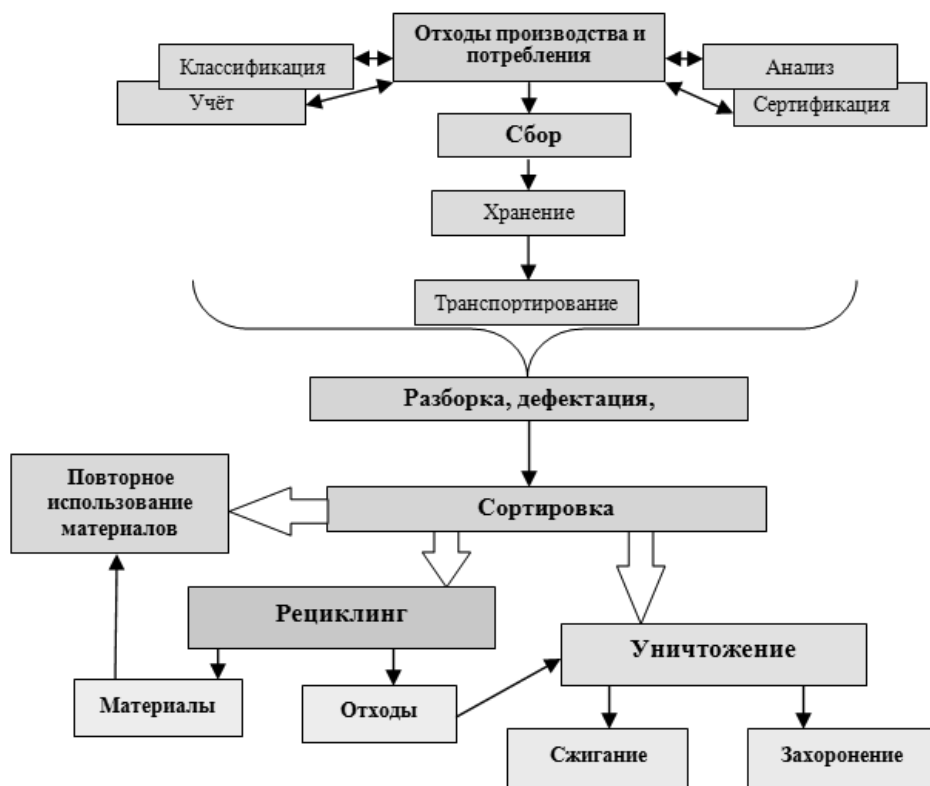 Отходы производства и
потребления
Классификация
Учёт
Анализ
Сертификация
Сбор
Хранение
Транспортирование
Разборка, дефектация,
Сортировка
Повторное
использование
материалов
Рециклинг
Уничтожение
Материалы
Отходы
Сжигание
Захоронение